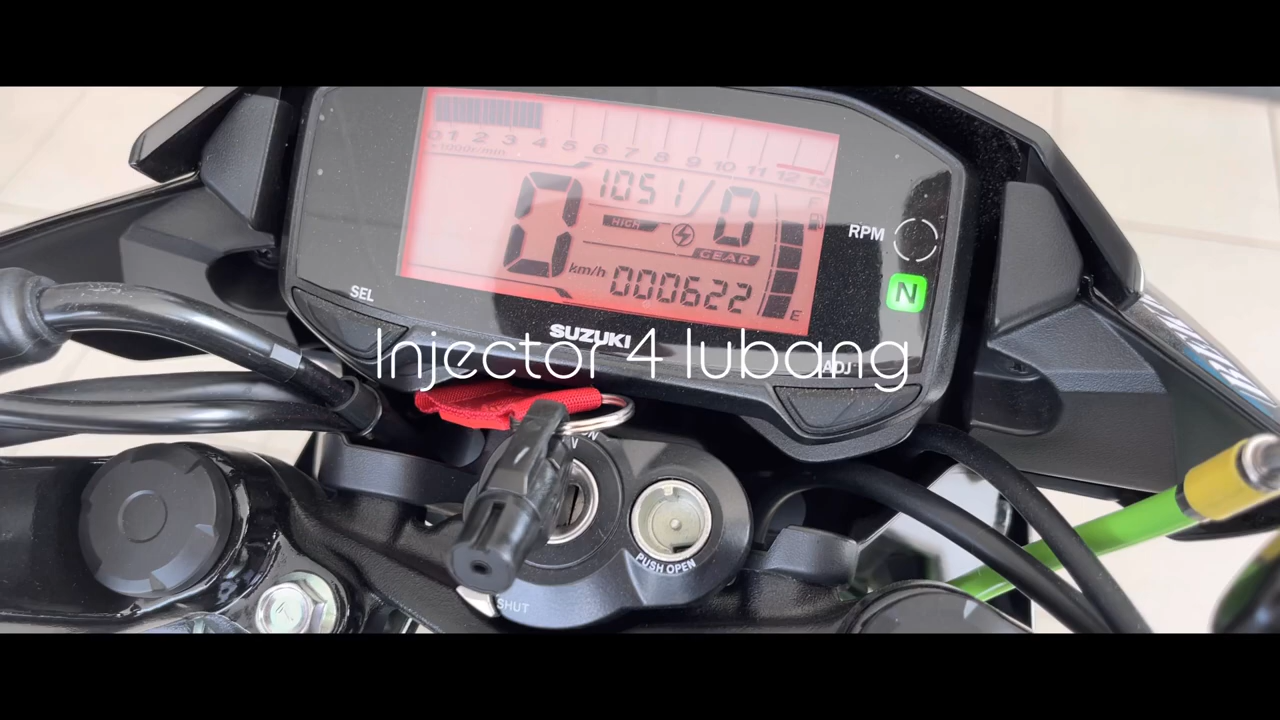 0 1 2 3 4 5 6 7 8 9 10 11 12 13
x1000r/min
1051/0
HIGH
GEAR
0 km/h
000622
E
RPM
N
SEL
SUZUKI
ADJ
Injector 4 lubang
PUSH OPEN
SHUT